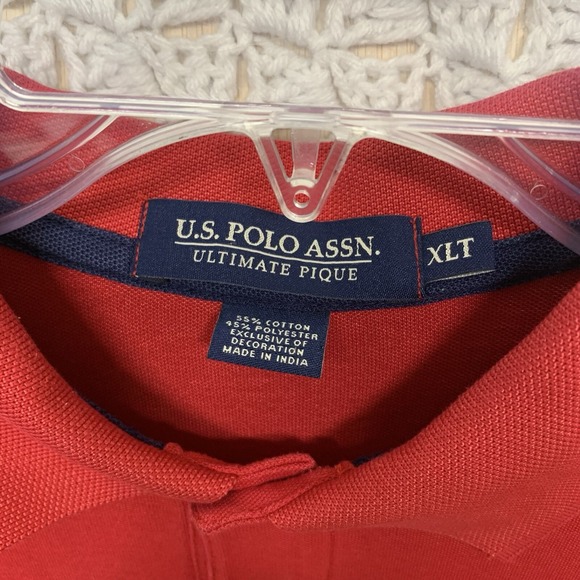 U.S. POLO ASSN.
ULTIMATE PIQUE
XLT
55% COTTON
45% POLYESTER
EXCLUSIVE OF
DECORATION
MADE IN INDIA